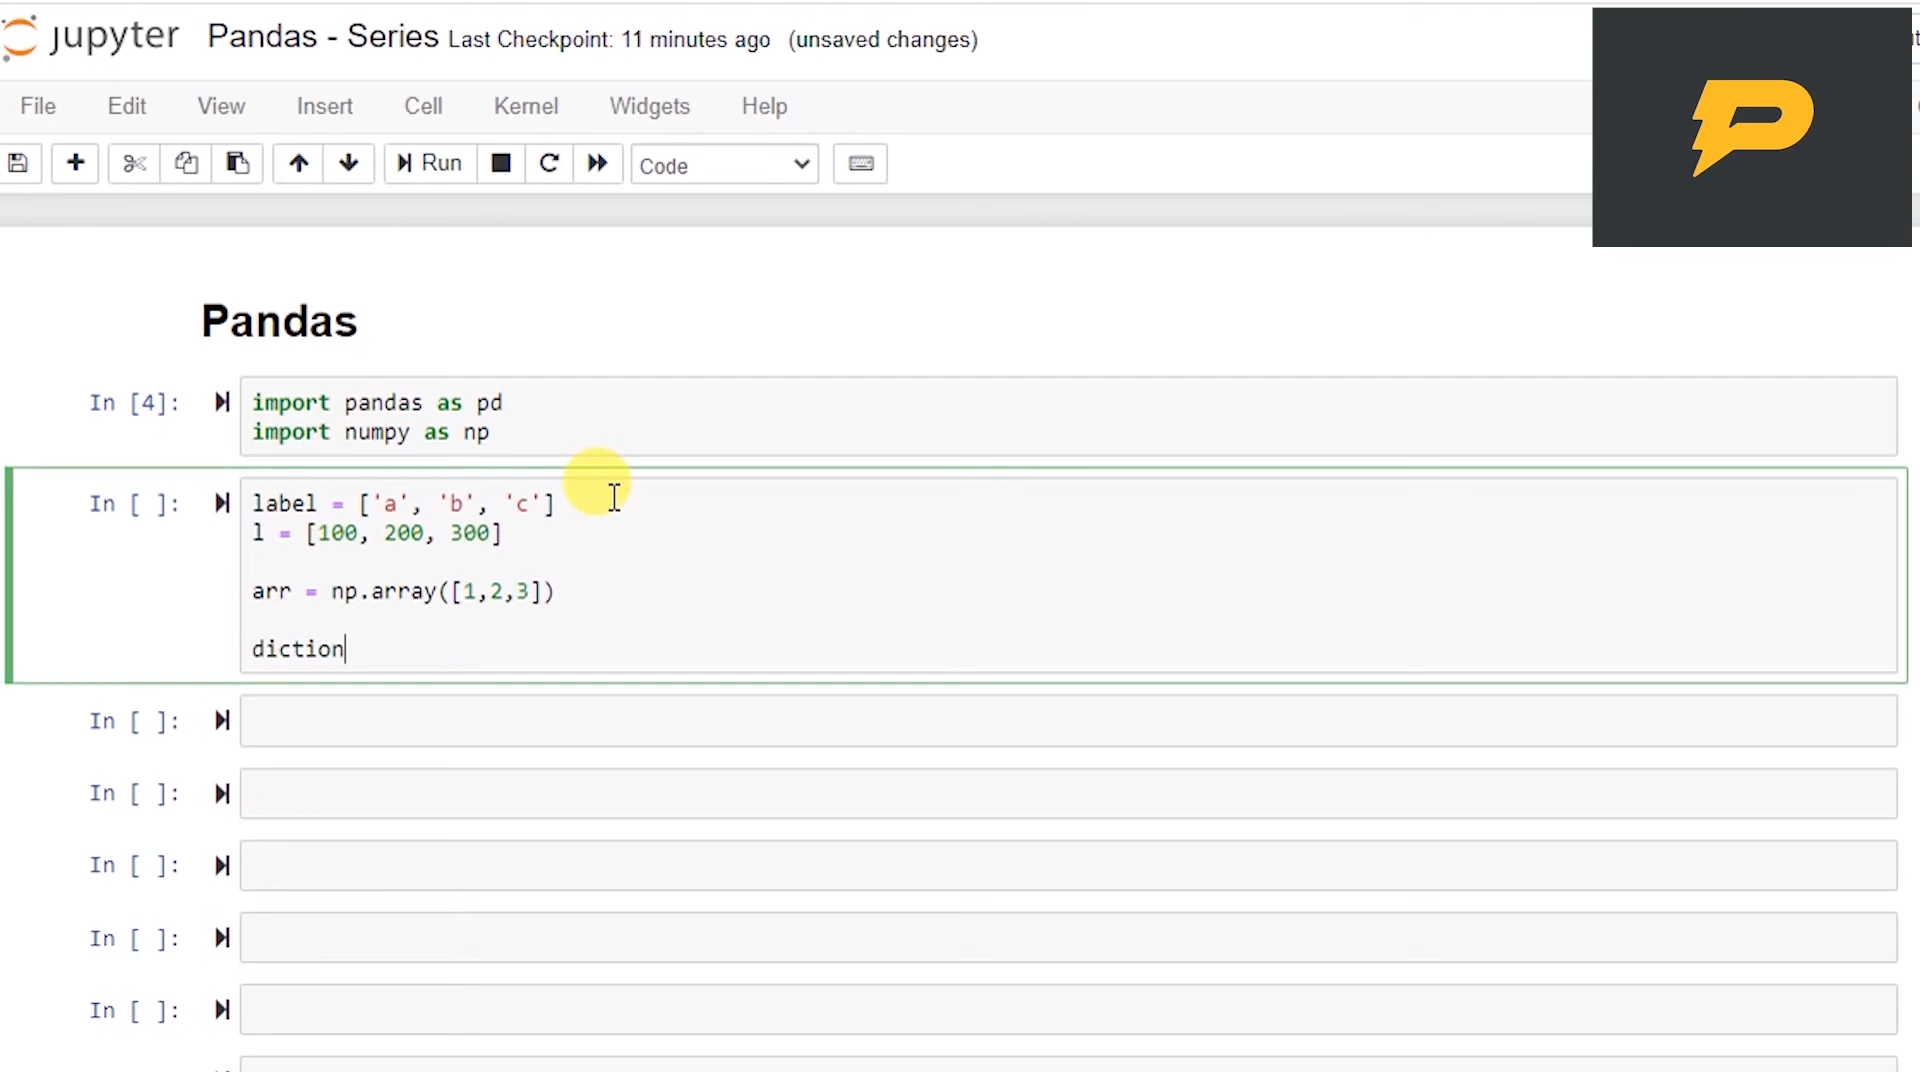 jupyter Pandas - Series Last Checkpoint: 11 minutes ago (unsaved changes)
File Edit View Insert Cell Kernel Widgets Help
Run Code
Pandas
In [4]: import pandas as pd
import numpy as np
In [ ]: label = ['a', 'b', 'c']
l = [100, 200, 300]
arr = np.array([1,2,3])
diction
In [ ]:
In [ ]:
In [ ]:
In [ ]:
In [ ]: